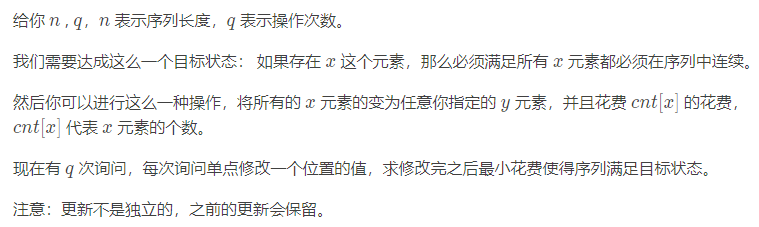 给你 n , q，n 表示序列长度，q 表示操作次数。
我们需要达成这么一个目标状态： 如果存在 x 这个元素，那么必须满足所有 x 元素都必须在序列中连续。
然后你可以进行这么一种操作，将所有的 x 元素的变为任意你指定的 y 元素，并且花费 cnt[x] 的花费，
cnt[x] 代表 x 元素的个数。
现在有 q 次询问，每次询问单点修改一个位置的值，求修改完之后最小花费使得序列满足目标状态。
注意：更新不是独立的，之前的更新会保留。